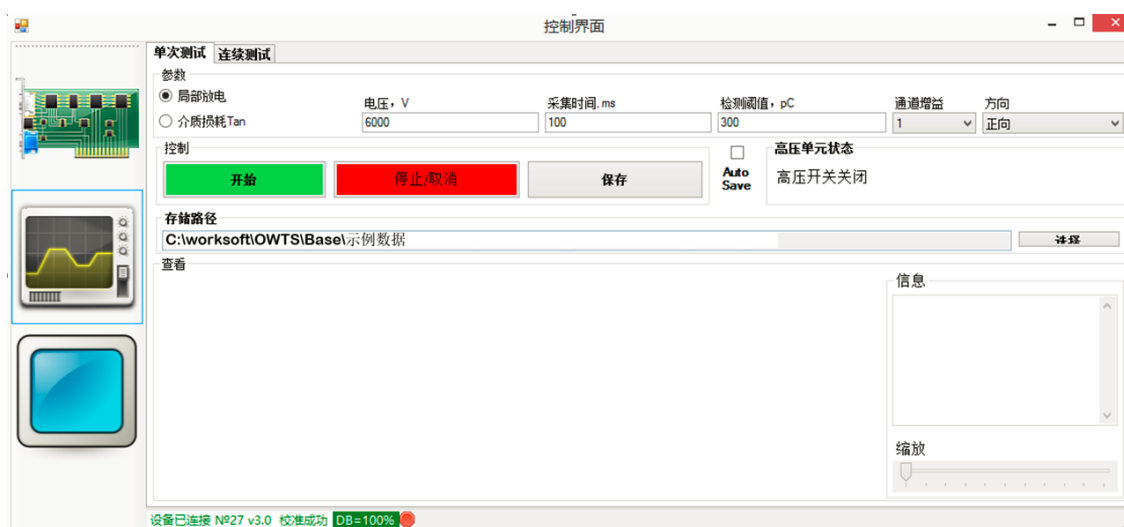 控制界面
单次测试 连续测试
参数
局部放电
介质损耗Tan
电压，V
6000
采集时间.ms
100
检测阈值，pC
300
通道增益
1
方向
正向
控制
开始
停止/取消
保存
Auto
Save
高压单元状态
高压开关关闭
存储路径
C:\worksoft\OWTS\Base\示例数据
选择
查看
信息
缩放
设备已连接 №27 v3.0 校准成功 DB=100%